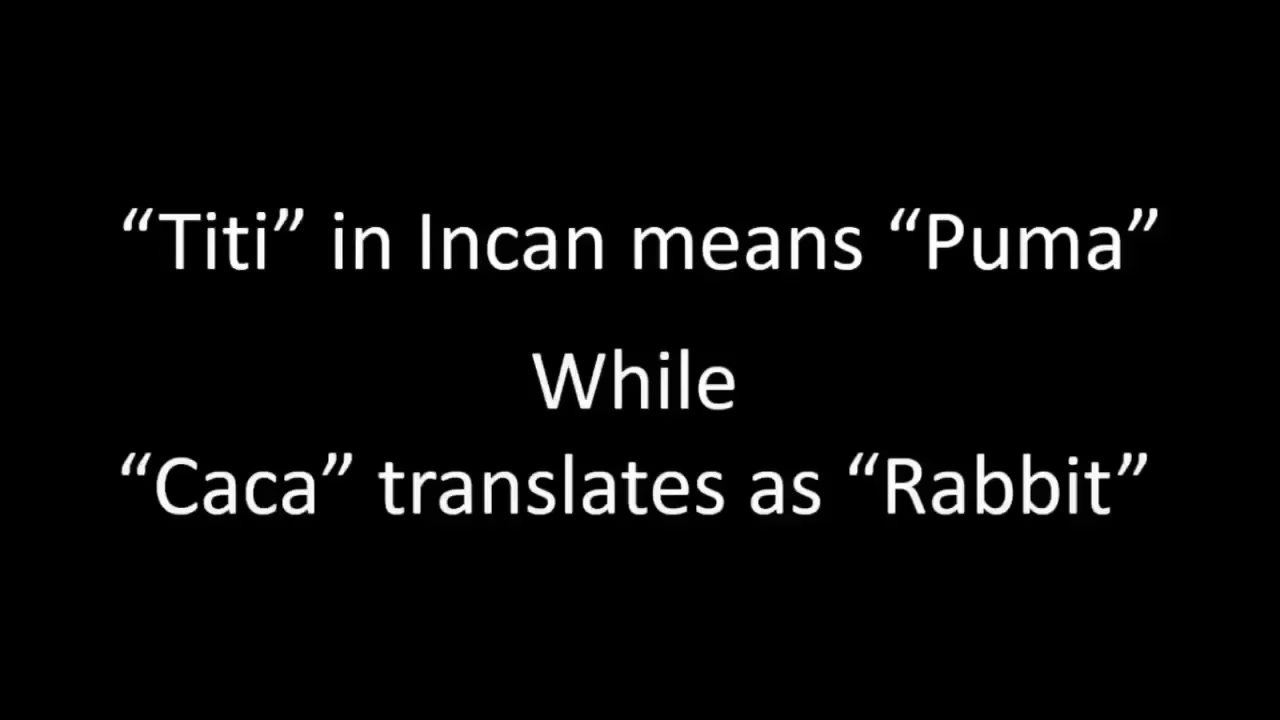 “Titi” in Incan means “Puma”
While
“Caca” translates as “Rabbit”